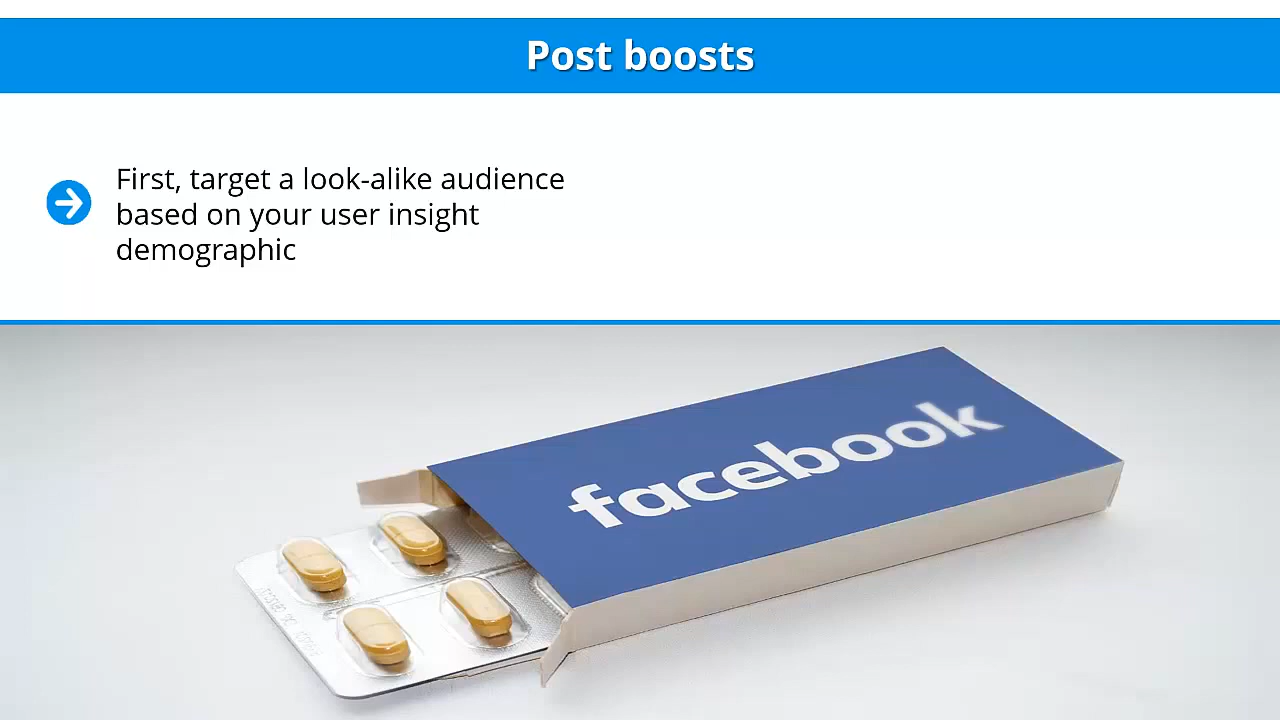 Post boosts
First, target a look-alike audience
based on your user insight
demographic
facebook